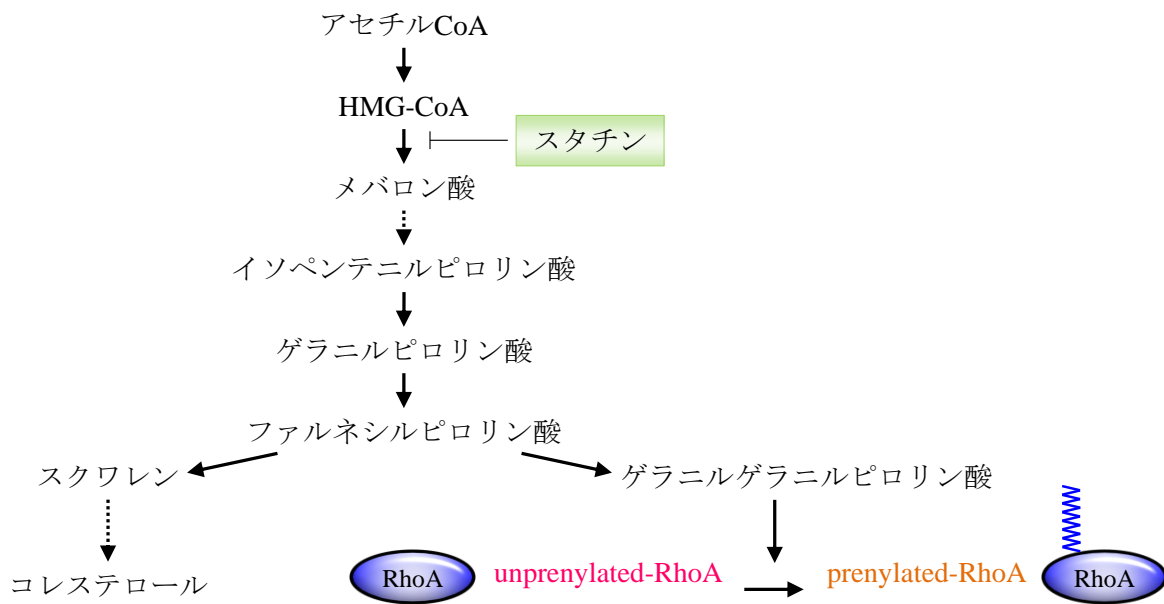 アセチルCoA
HMG-CoA
スタチン
メバロン酸
イソペンテニルピロリン酸
ゲラニルピロリン酸
ファルネシルピロリン酸
スクワレン
ゲラニルゲラニルピロリン酸
コレステロール
RhoA
unprenylated-RhoA
prenylated-RhoA
RhoA